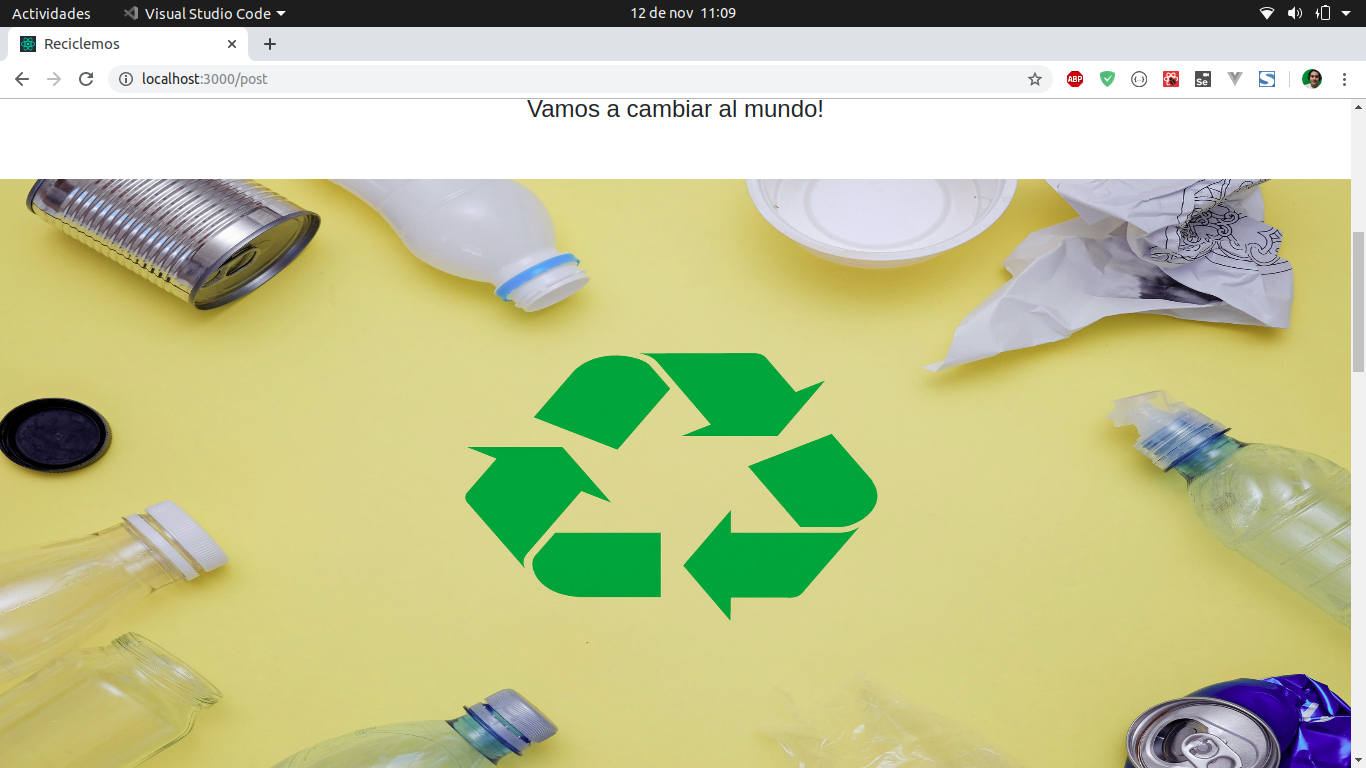 Actividades
Visual Studio Code
12 de nov 11:09
Reciclemos
localhost:3000/post
ABP
Se
S
Vamos a cambiar al mundo!